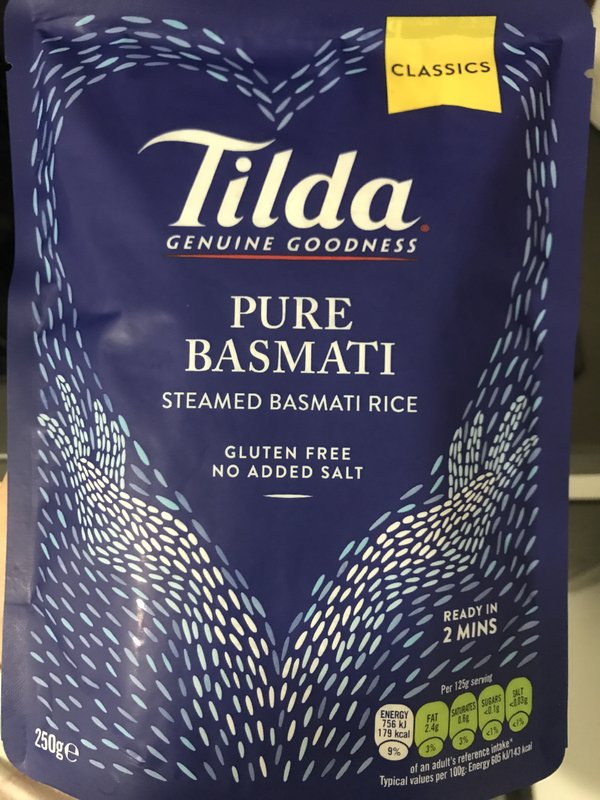 CLASSICS
Tilda
GENUINE GOODNESS
PURE
BASMATI
STEAMED BASMATI RICE
GLUTEN FREE
NO ADDED SALT
READY IN
2 MINS
Per 125g serving
ENERGY
756 kJ
179 kcal
9%
FAT
2.4g
3%
SATURATES
0.6g
3%
SUGARS
<0.1g
<1%
SALT
<0.03g
<1%
of an adult's reference intake*
Typical values per 100g: Energy 605 kJ/143 kcal
250g℮